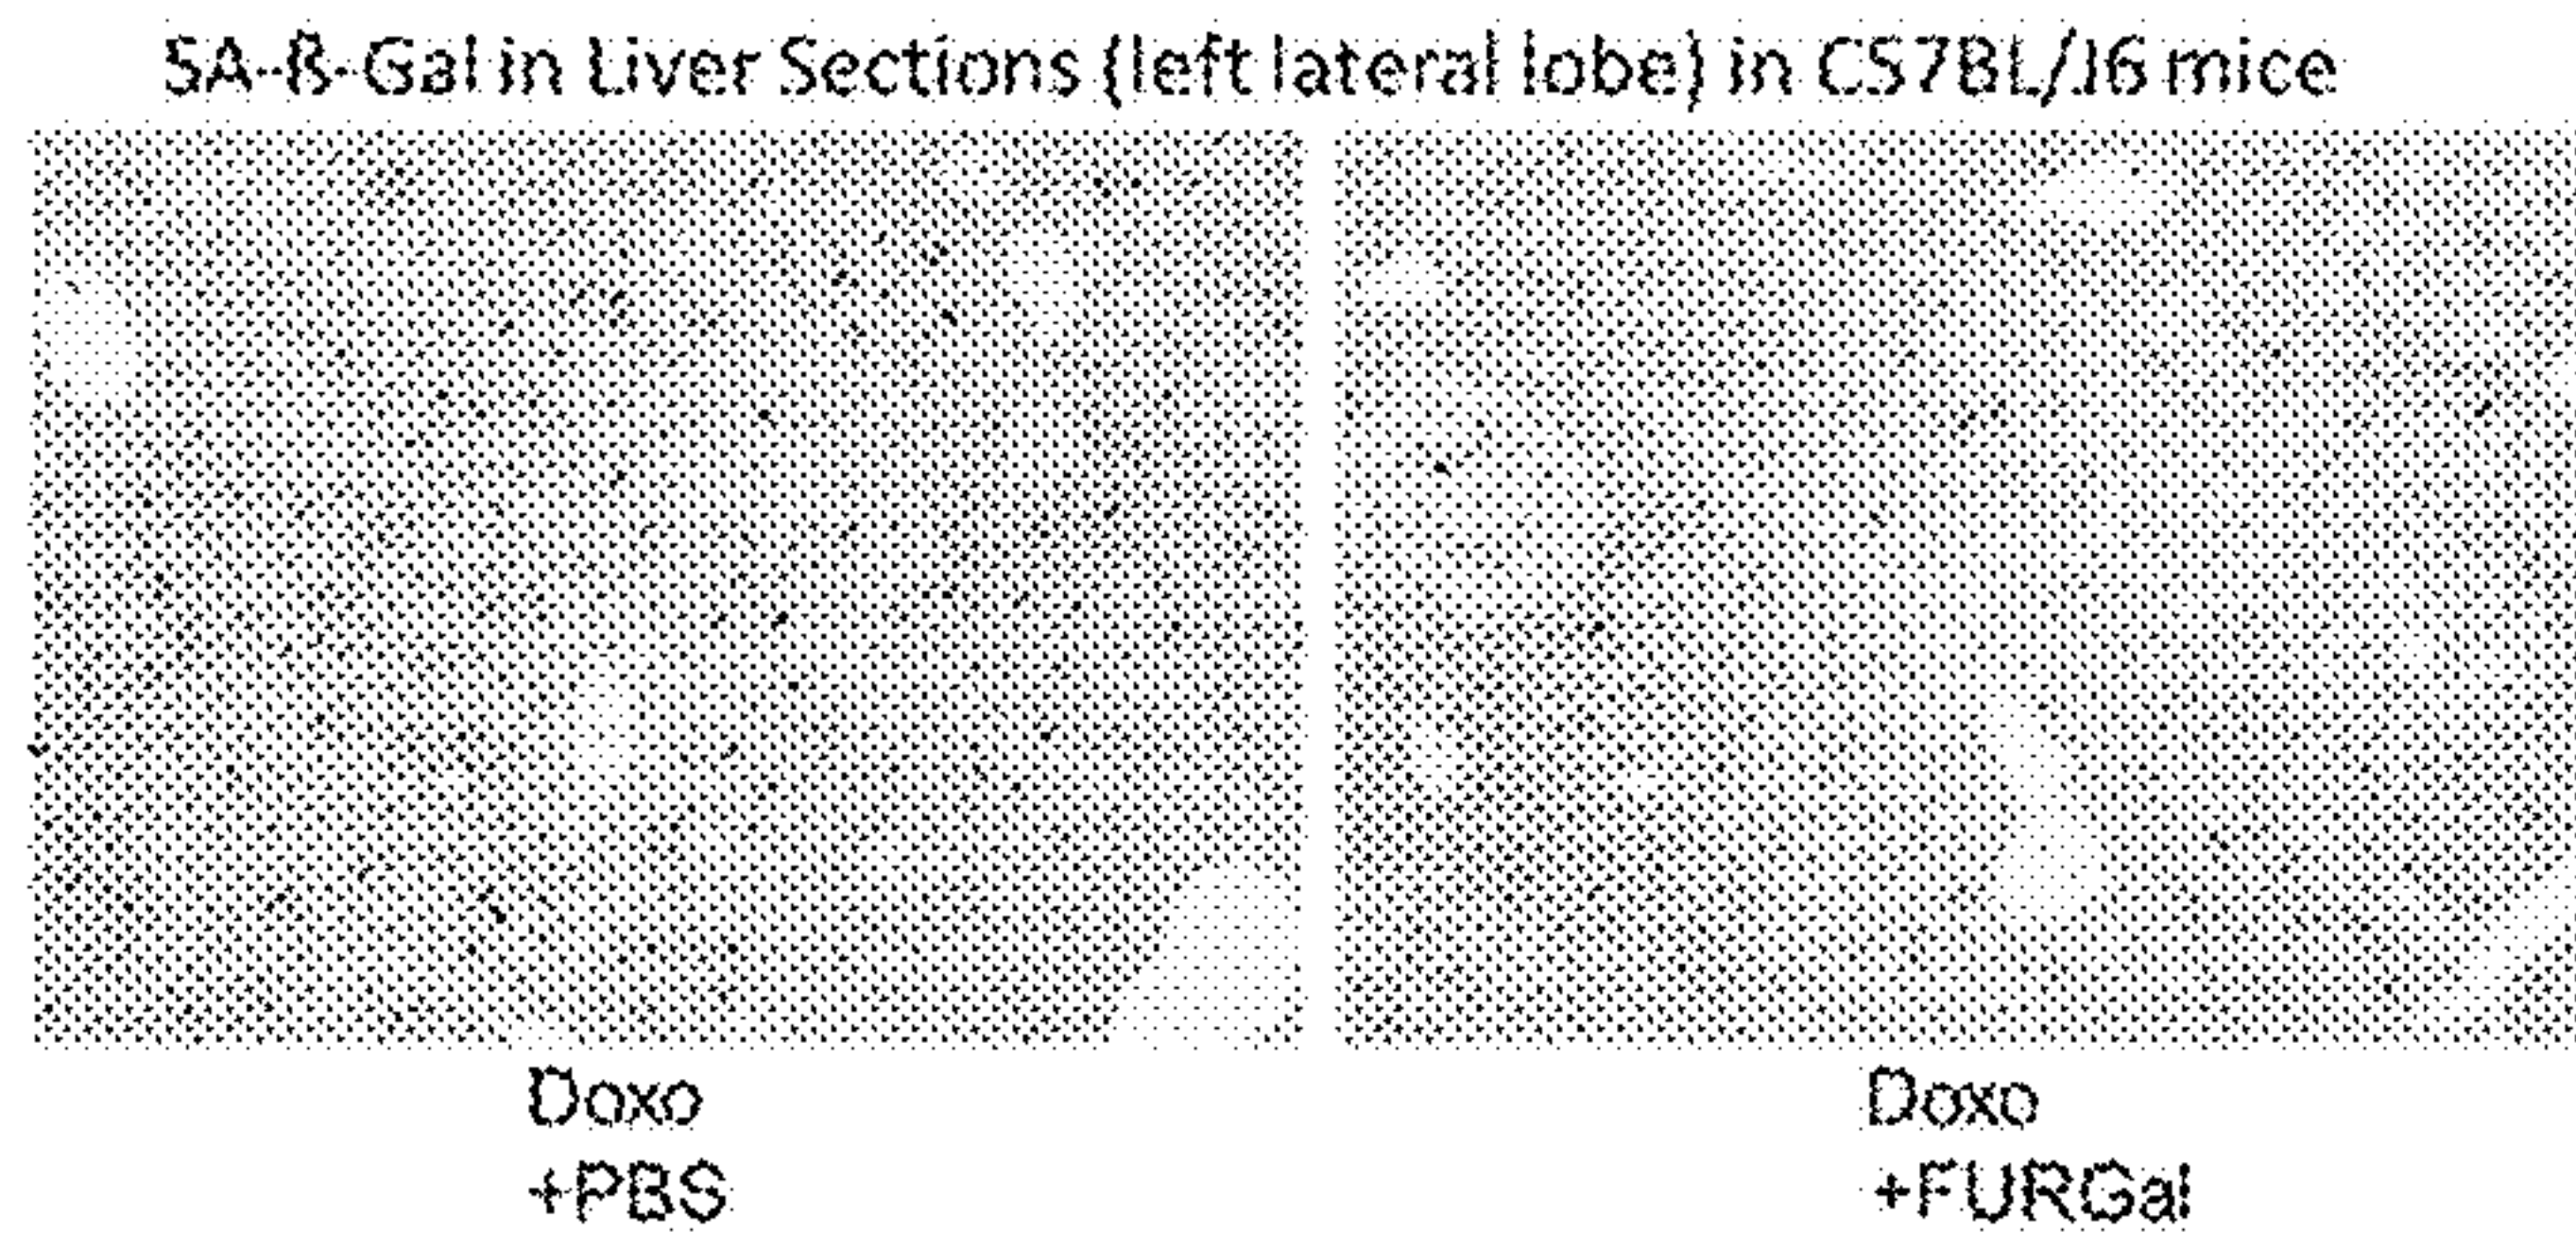 SA-ß-Gal in Liver Sections (left lateral lobe) in C57BL/J6 mice
Doxo
+PBS
Doxo
+FURGal